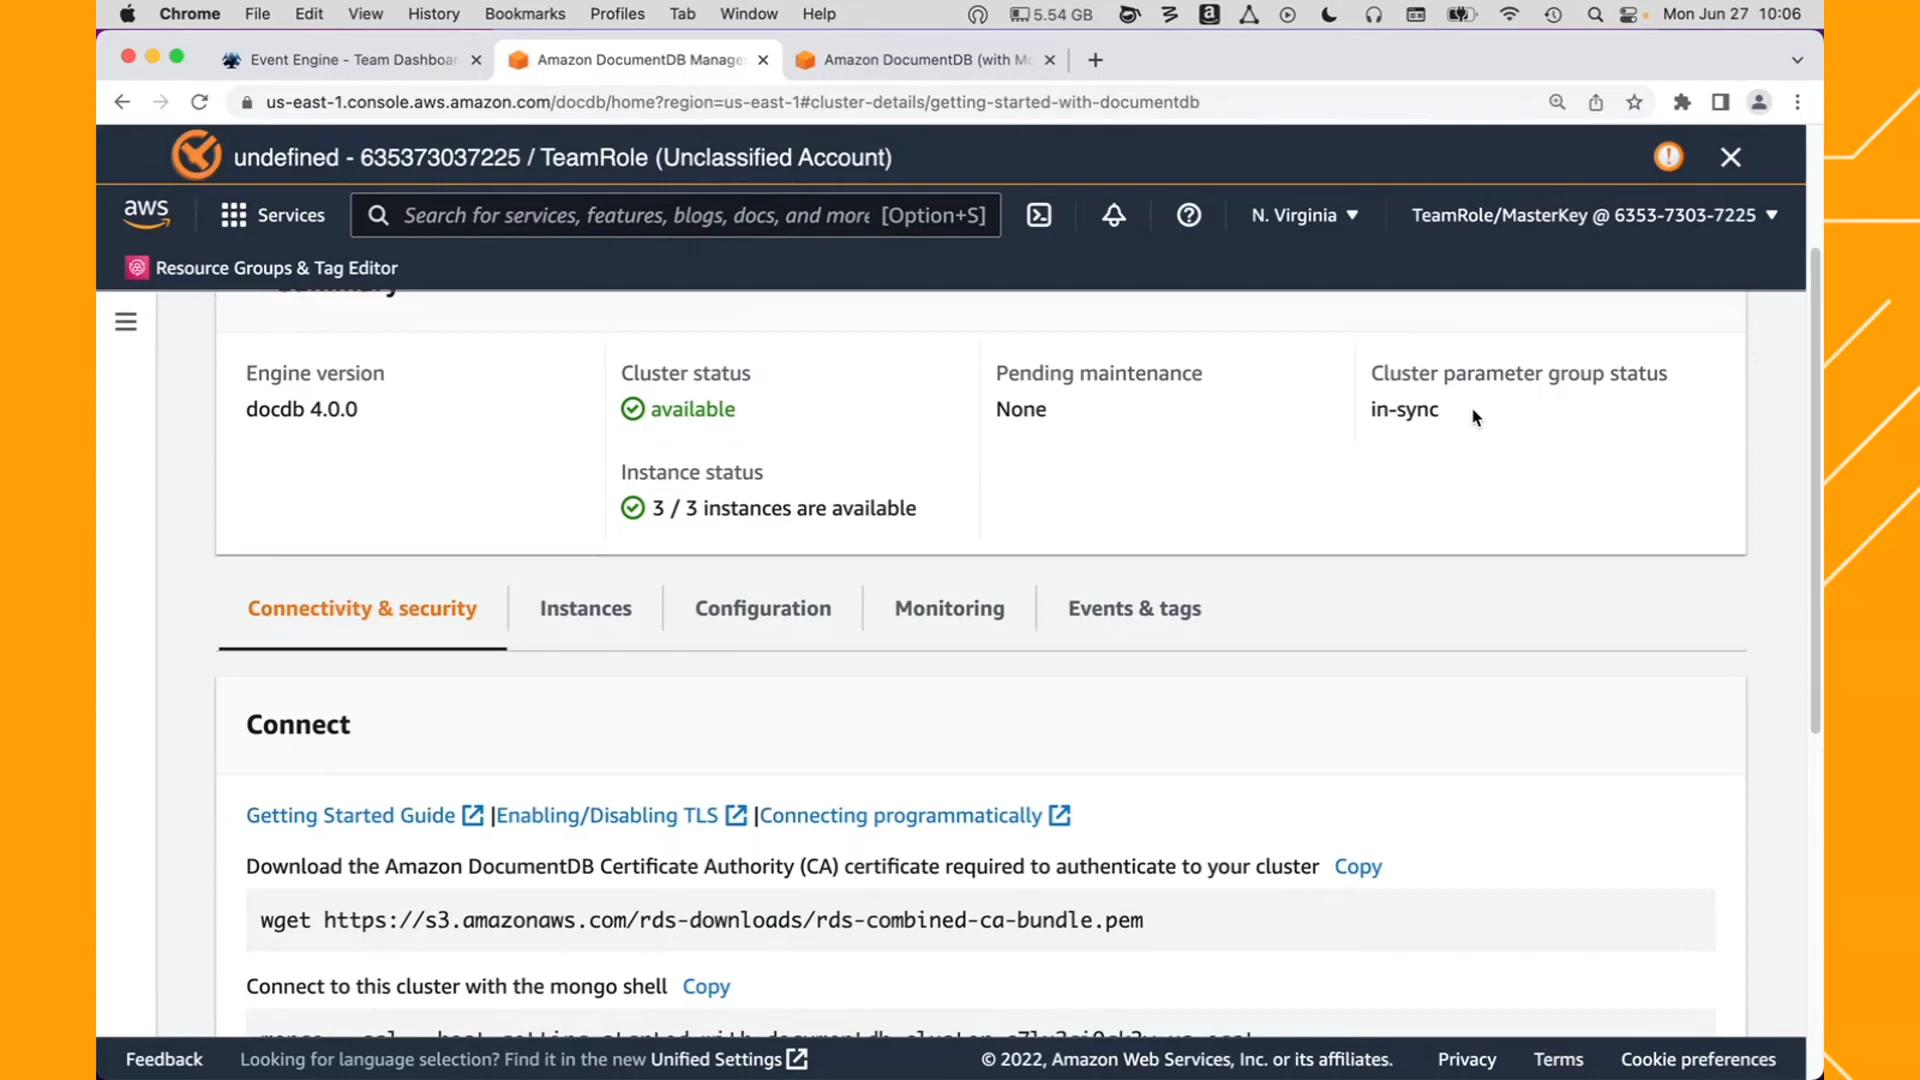 Chrome File Edit View History Bookmarks Profiles Tab Window Help 5.54 GB Mon Jun 27 10:06
Event Engine - Team Dashboar Amazon DocumentDB Manage Amazon DocumentDB (with Mo
us-east-1.console.aws.amazon.com/docdb/home?region=us-east-1#cluster-details/getting-started-with-documentdb
undefined - 635373037225 / TeamRole (Unclassified Account)
aws Services Search for services, features, blogs, docs, and more [Option+S] N. Virginia TeamRole/MasterKey @ 6353-7303-7225
Resource Groups & Tag Editor
Summary
Engine version Cluster status Pending maintenance Cluster parameter group status
docdb 4.0.0 available None in-sync
Instance status
3 / 3 instances are available
Connectivity & security Instances Configuration Monitoring Events & tags
Connect
Getting Started Guide | Enabling/Disabling TLS | Connecting programmatically
Download the Amazon DocumentDB Certificate Authority (CA) certificate required to authenticate to your cluster Copy
wget https://s3.amazonaws.com/rds-downloads/rds-combined-ca-bundle.pem
Connect to this cluster with the mongo shell Copy
Feedback Looking for language selection? Find it in the new Unified Settings © 2022, Amazon Web Services, Inc. or its affiliates. Privacy Terms Cookie preferences